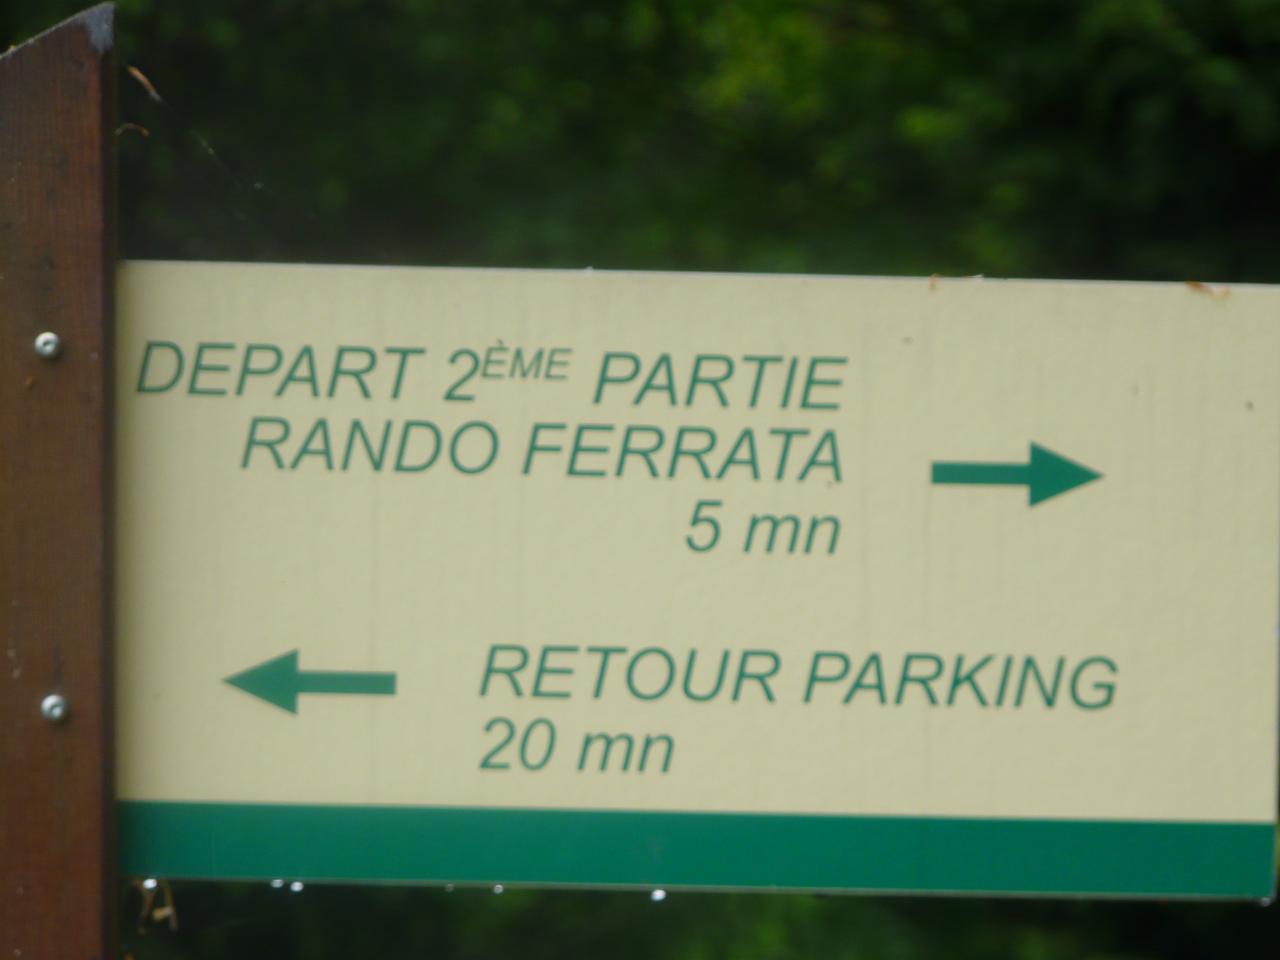 DEPART 2ÈME PARTIE
RANDO FERRATA
5 mn
RETOUR PARKING
20 mn